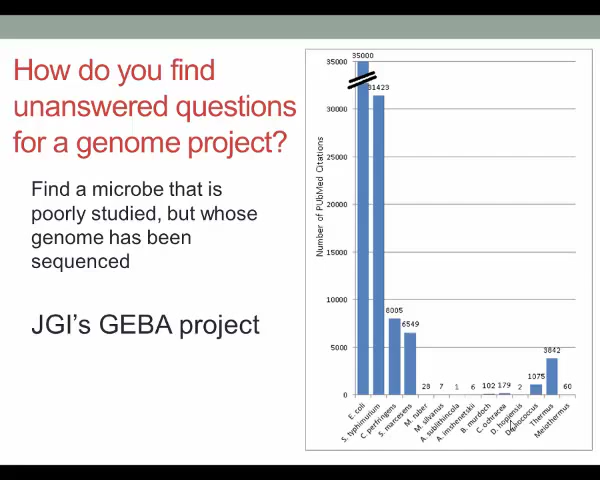 How do you find
unanswered questions
for a genome project?
Find a microbe that is
poorly studied, but whose
genome has been
sequenced
JGI's GEBA project
Number of PUbMed Citations
35000
30000
25000
20000
15000
10000
5000
0
35000
31423
8005
6549
28
7
1
6
102
179
2
1075
3842
60
E. coli
S. typhimurium
C. perfringens
S. marcesens
M. ruber
M. silvanus
A. sublithincola
A. imshenetskii
B. murdoch
C. ochracea
D. hopiensis
Deinococcus
Thermus
Meiothermus